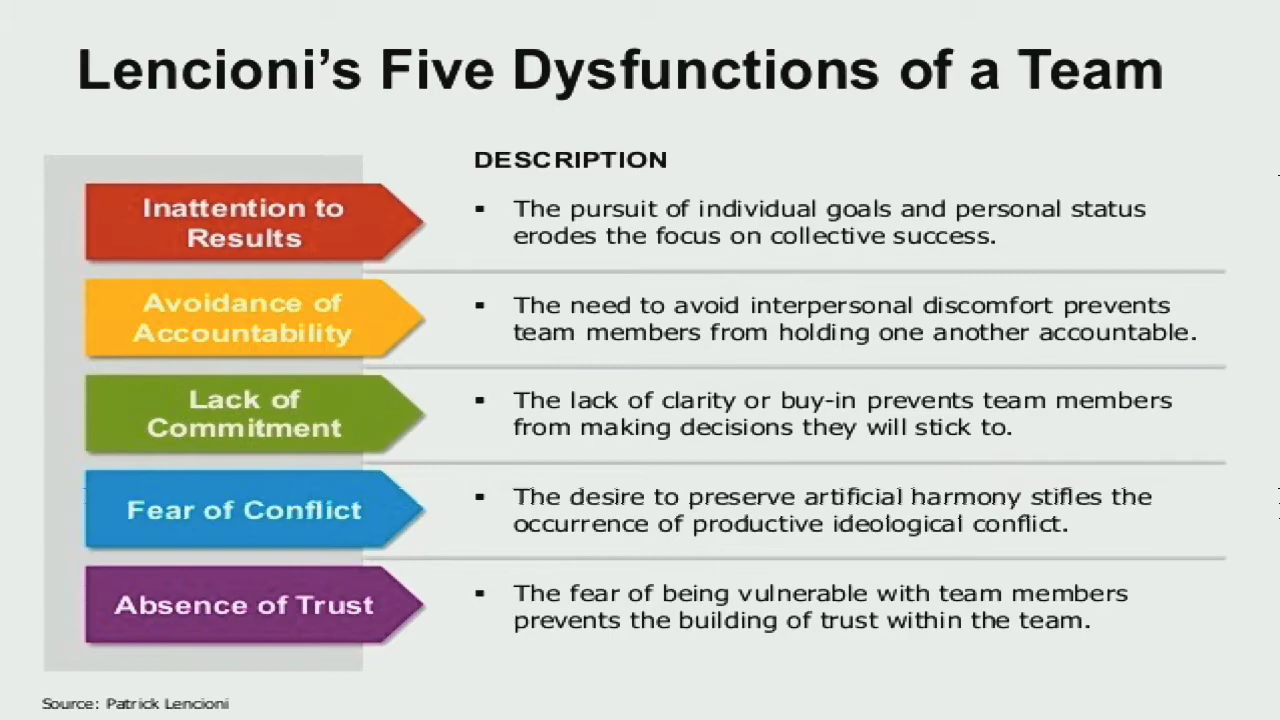 Lencioni’s Five Dysfunctions of a Team
DESCRIPTION
Inattention to
Results
▪ The pursuit of individual goals and personal status
erodes the focus on collective success.
Avoidance of
Accountability
▪ The need to avoid interpersonal discomfort prevents
team members from holding one another accountable.
Lack of
Commitment
▪ The lack of clarity or buy-in prevents team members
from making decisions they will stick to.
Fear of Conflict
▪ The desire to preserve artificial harmony stifles the
occurrence of productive ideological conflict.
Absence of Trust
▪ The fear of being vulnerable with team members
prevents the building of trust within the team.
Source: Patrick Lencioni